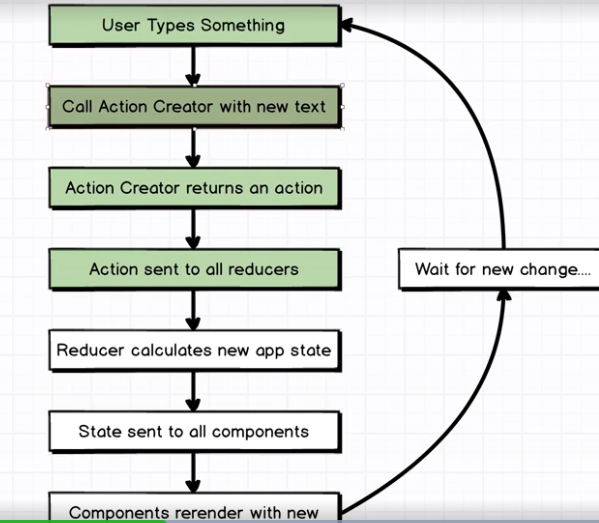 User Types Something
Call Action Creator with new text
Action Creator returns an action
Action sent to all reducers
Wait for new change....
Reducer calculates new app state
State sent to all components
Components rerender with new